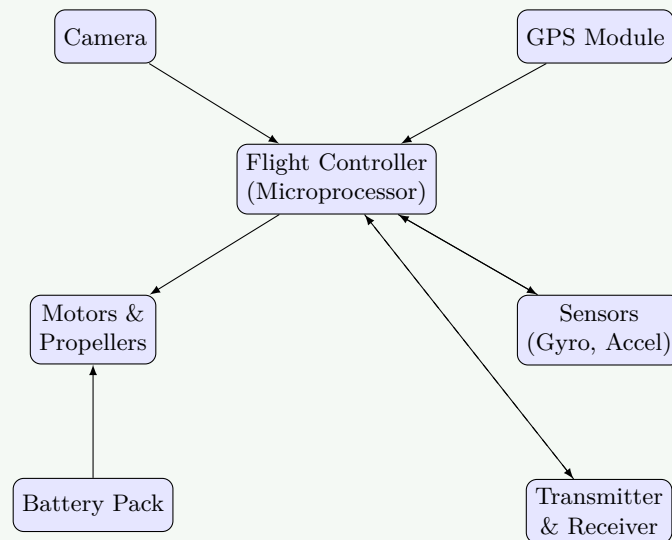 Camera
GPS Module
Flight Controller
(Microprocessor)
Motors &
Propellers
Sensors
(Gyro, Accel)
Battery Pack
Transmitter
& Receiver